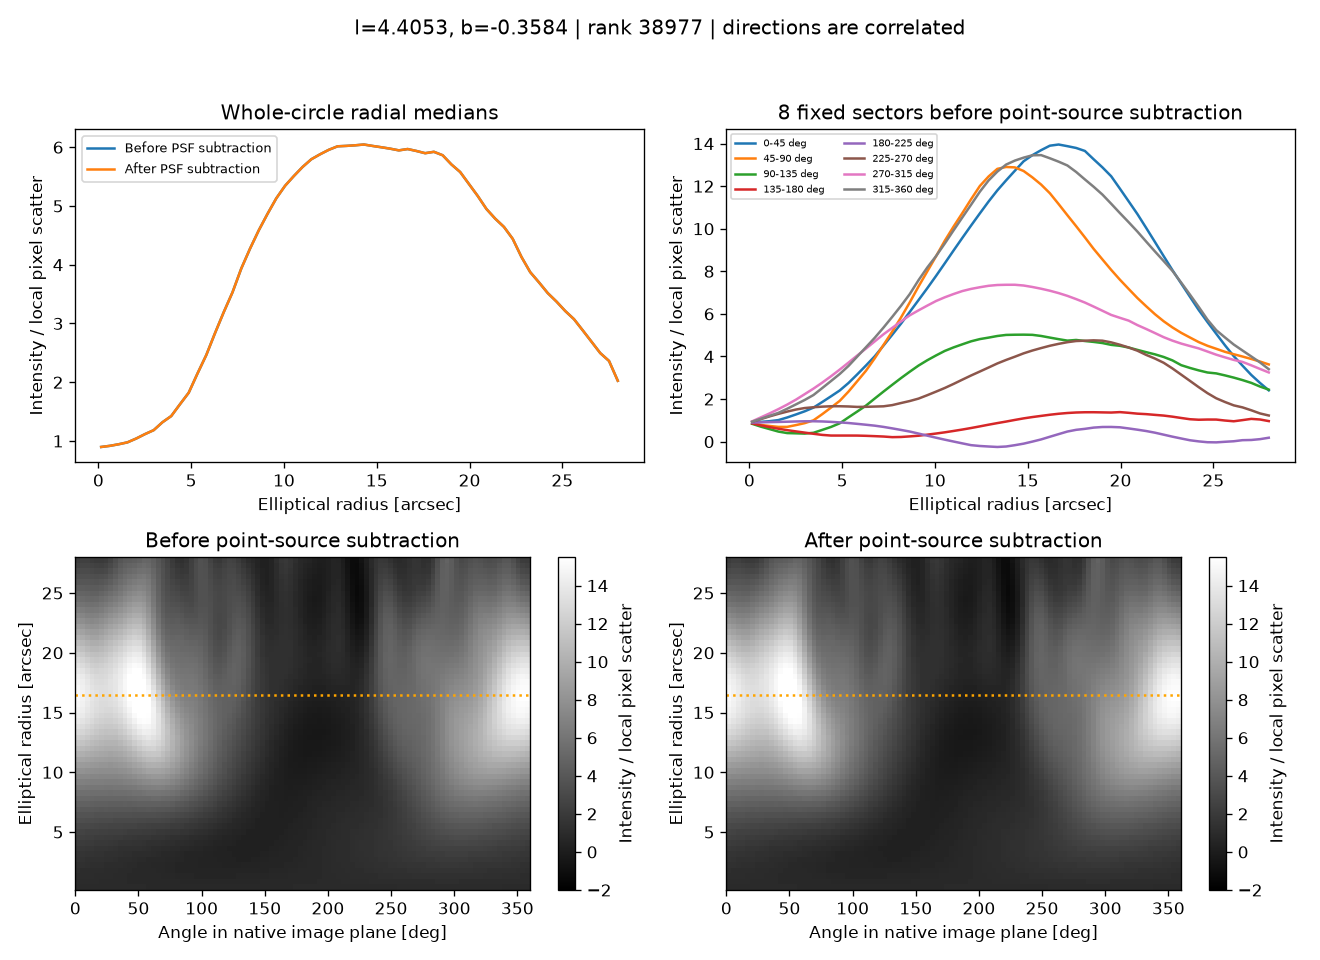 l=4.4053, b=-0.3584 | rank 38977 | directions are correlated
Whole-circle radial medians
Before PSF subtraction
After PSF subtraction
Intensity / local pixel scatter
6
5
4
3
2
1
0 5 10 15 20 25
Elliptical radius [arcsec]
8 fixed sectors before point-source subtraction
0-45 deg
45-90 deg
90-135 deg
135-180 deg
180-225 deg
225-270 deg
270-315 deg
315-360 deg
Intensity / local pixel scatter
14
12
10
8
6
4
2
0
0 5 10 15 20 25
Elliptical radius [arcsec]
Before point-source subtraction
Elliptical radius [arcsec]
25
20
15
10
5
0 50 100 150 200 250 300 350
Angle in native image plane [deg]
14
12
10
8
6
4
2
0
−2
Intensity / local pixel scatter
After point-source subtraction
Elliptical radius [arcsec]
25
20
15
10
5
0 50 100 150 200 250 300 350
Angle in native image plane [deg]
14
12
10
8
6
4
2
0
−2
Intensity / local pixel scatter